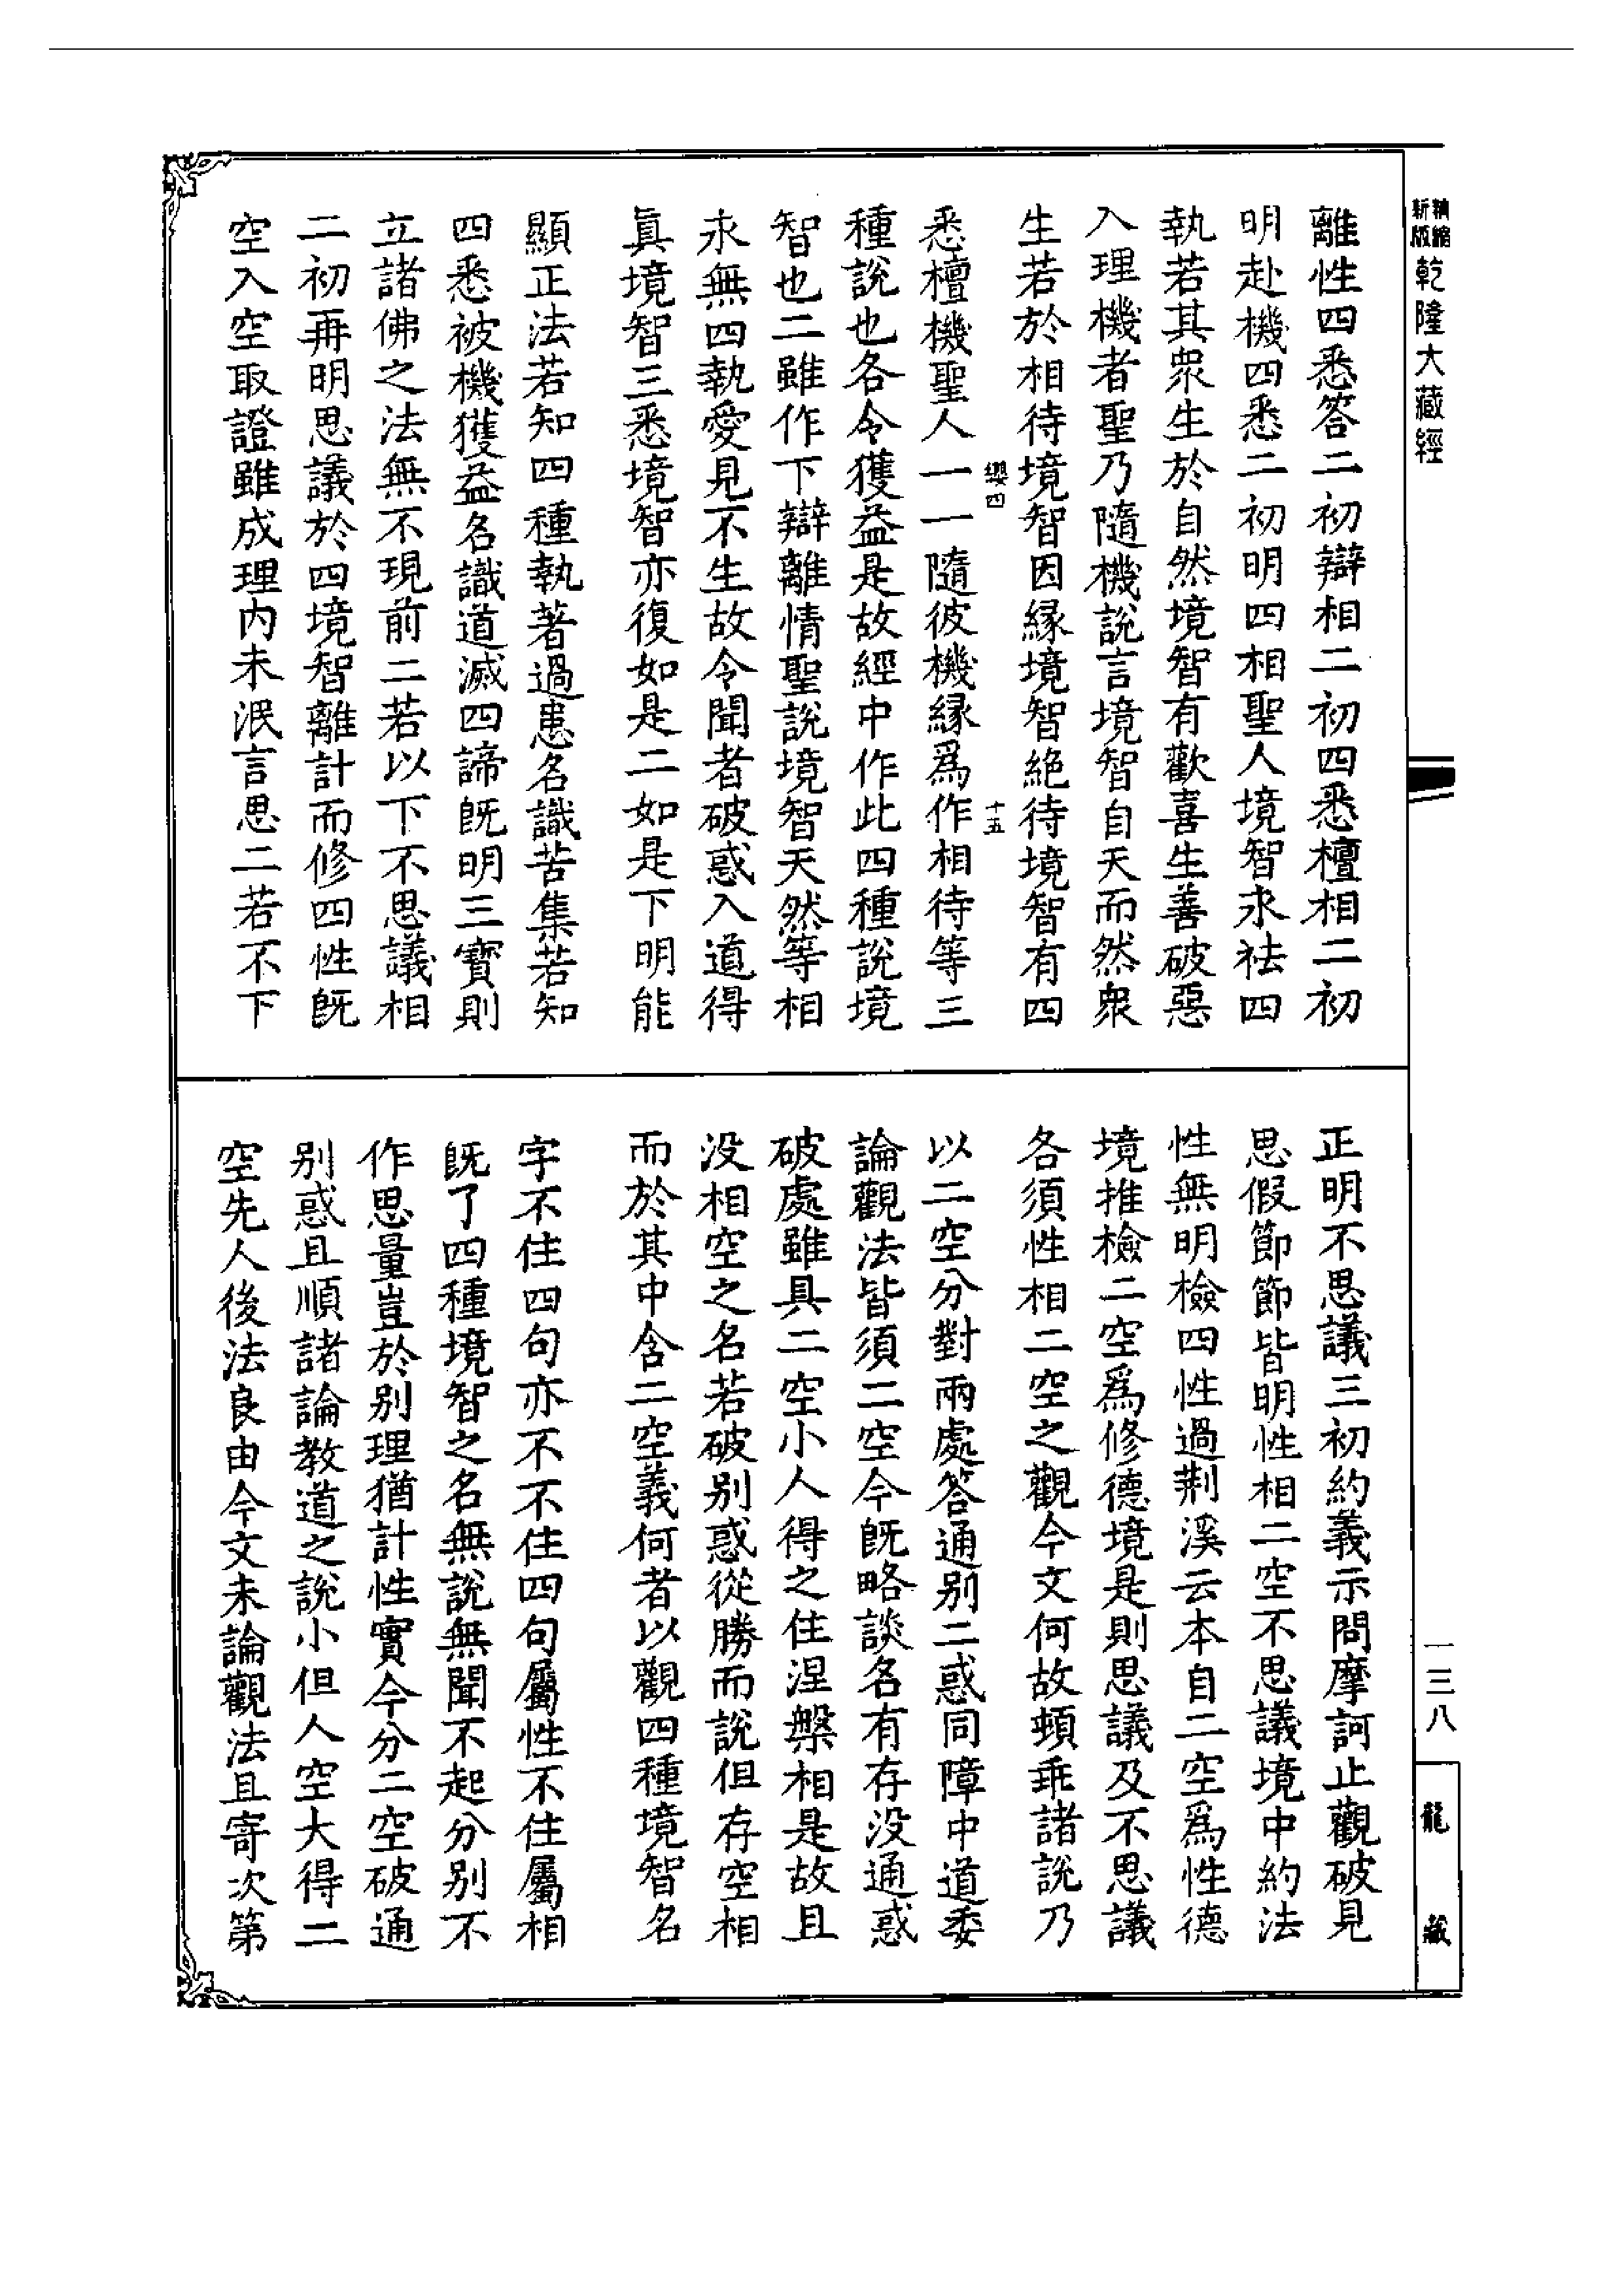 精縮新版乾隆大藏經
離性四悉答二初辯相二初四悉檀相二初
明赴機四悉二初明四相聖人境智永祛四
執若其衆生於自然境智有歡喜生善破惡
入理機者聖乃隨機說言境智自天而然衆
生若於相待境智因緣境智絕待境智有四
纓四 十五
悉檀機聖人一一隨彼機緣爲作相待等三
種說也各令獲益是故經中作此四種說境
智也二雖作下辯離情聖說境智天然等相
永無四執愛見不生故令聞者破惑入道得
眞境智三悉境智亦復如是二如是下明能
顯正法若知四種執著過患名識苦集若知
四悉被機獲益名識道滅四諦旣明三寶則
立諸佛之法無不現前二若以下不思議相
二初再明思議於四境智離計而修四性旣
空入空取證雖成理内未泯言思二若不下
正明不思議三初約義示問摩訶止觀破見
思假節節皆明性相二空不思議境中約法
性無明檢四性過荆溪云本自二空爲性德
境推檢二空爲修德境是則思議及不思議
各須性相二空之觀今文何故頓乖諸說乃
以二空分對兩處答通別二惑同障中道委
論觀法皆須二空今旣略談名有存没通惑
破處雖具二空小人得之住涅槃相是故且
没相空之名若破別惑從勝而說但存空相
而於其中含二空義何者以觀四種境智名
字不住四句亦不不住四句屬性不住屬相
旣了四種境智之名無說無聞不起分別不
作思量豈於別理猶計性實今分二空破通
別惑且順諸論教道之說小但人空大得二
空先人後法良由今文未論觀法且寄次第
一三八
龍藏